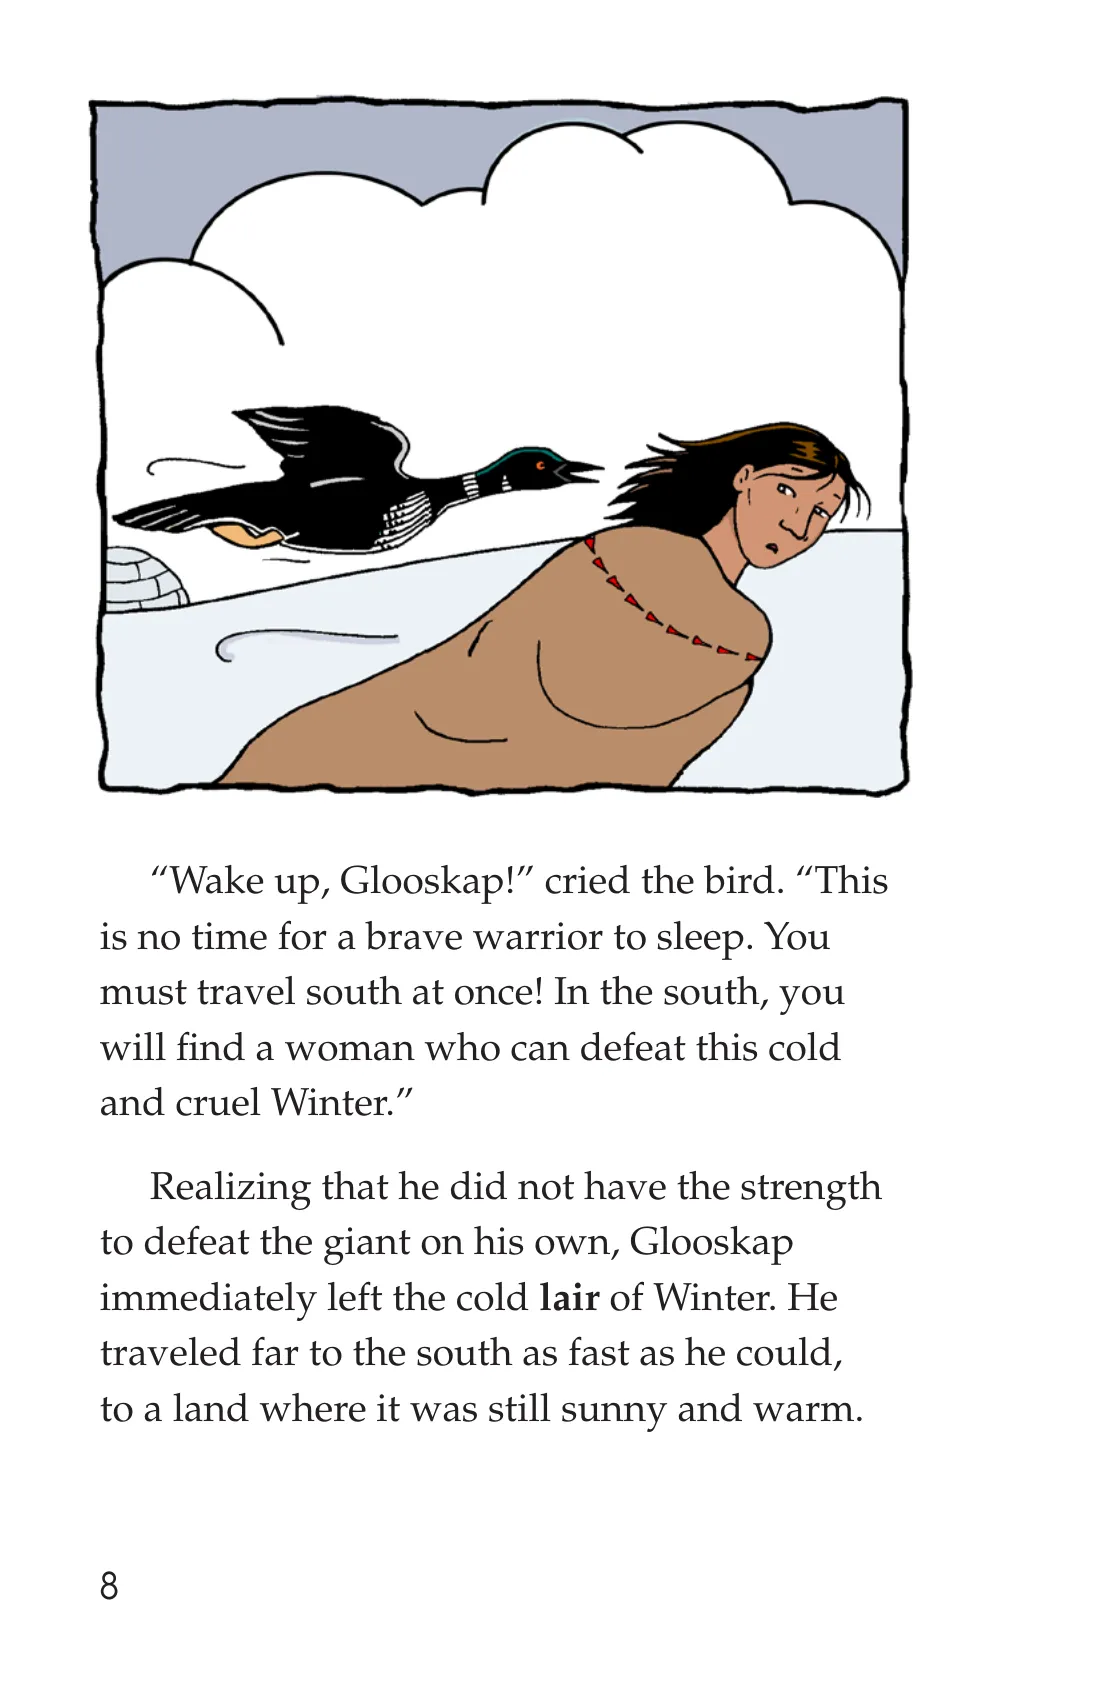 “Wake up, Glooskap!” cried the bird. “This
is no time for a brave warrior to sleep. You
must travel south at once! In the south, you
will find a woman who can defeat this cold
and cruel Winter.”
Realizing that he did not have the strength
to defeat the giant on his own, Glooskap
immediately left the cold lair of Winter. He
traveled far to the south as fast as he could,
to a land where it was still sunny and warm.
8